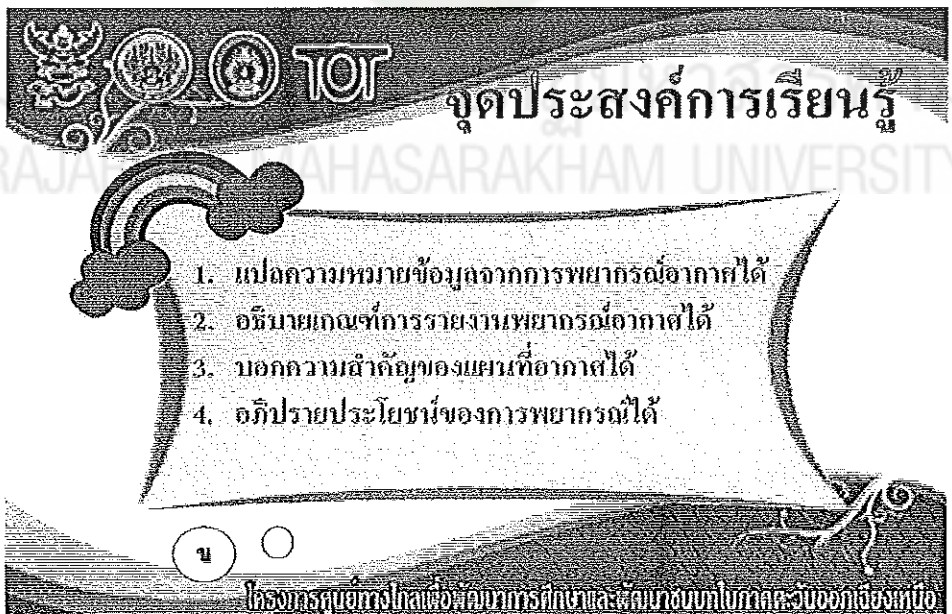 TOT
จุดประสงค์การเรียนรู้
1. แปลความหมายข้อมูลจากการพยากรณ์อากาศได้
2. อธิบายเกณฑ์การรายงานพยากรณ์อากาศได้
3. บอกความสำคัญของแผนที่อากาศได้
4. อภิปรายประโยชน์ของการพยากรณ์ได้
ข
โครงการศูนย์ทางไกลเพื่อพัฒนาการศึกษาและพัฒนาชนบทในภาคตะวันออกเฉียงเหนือ